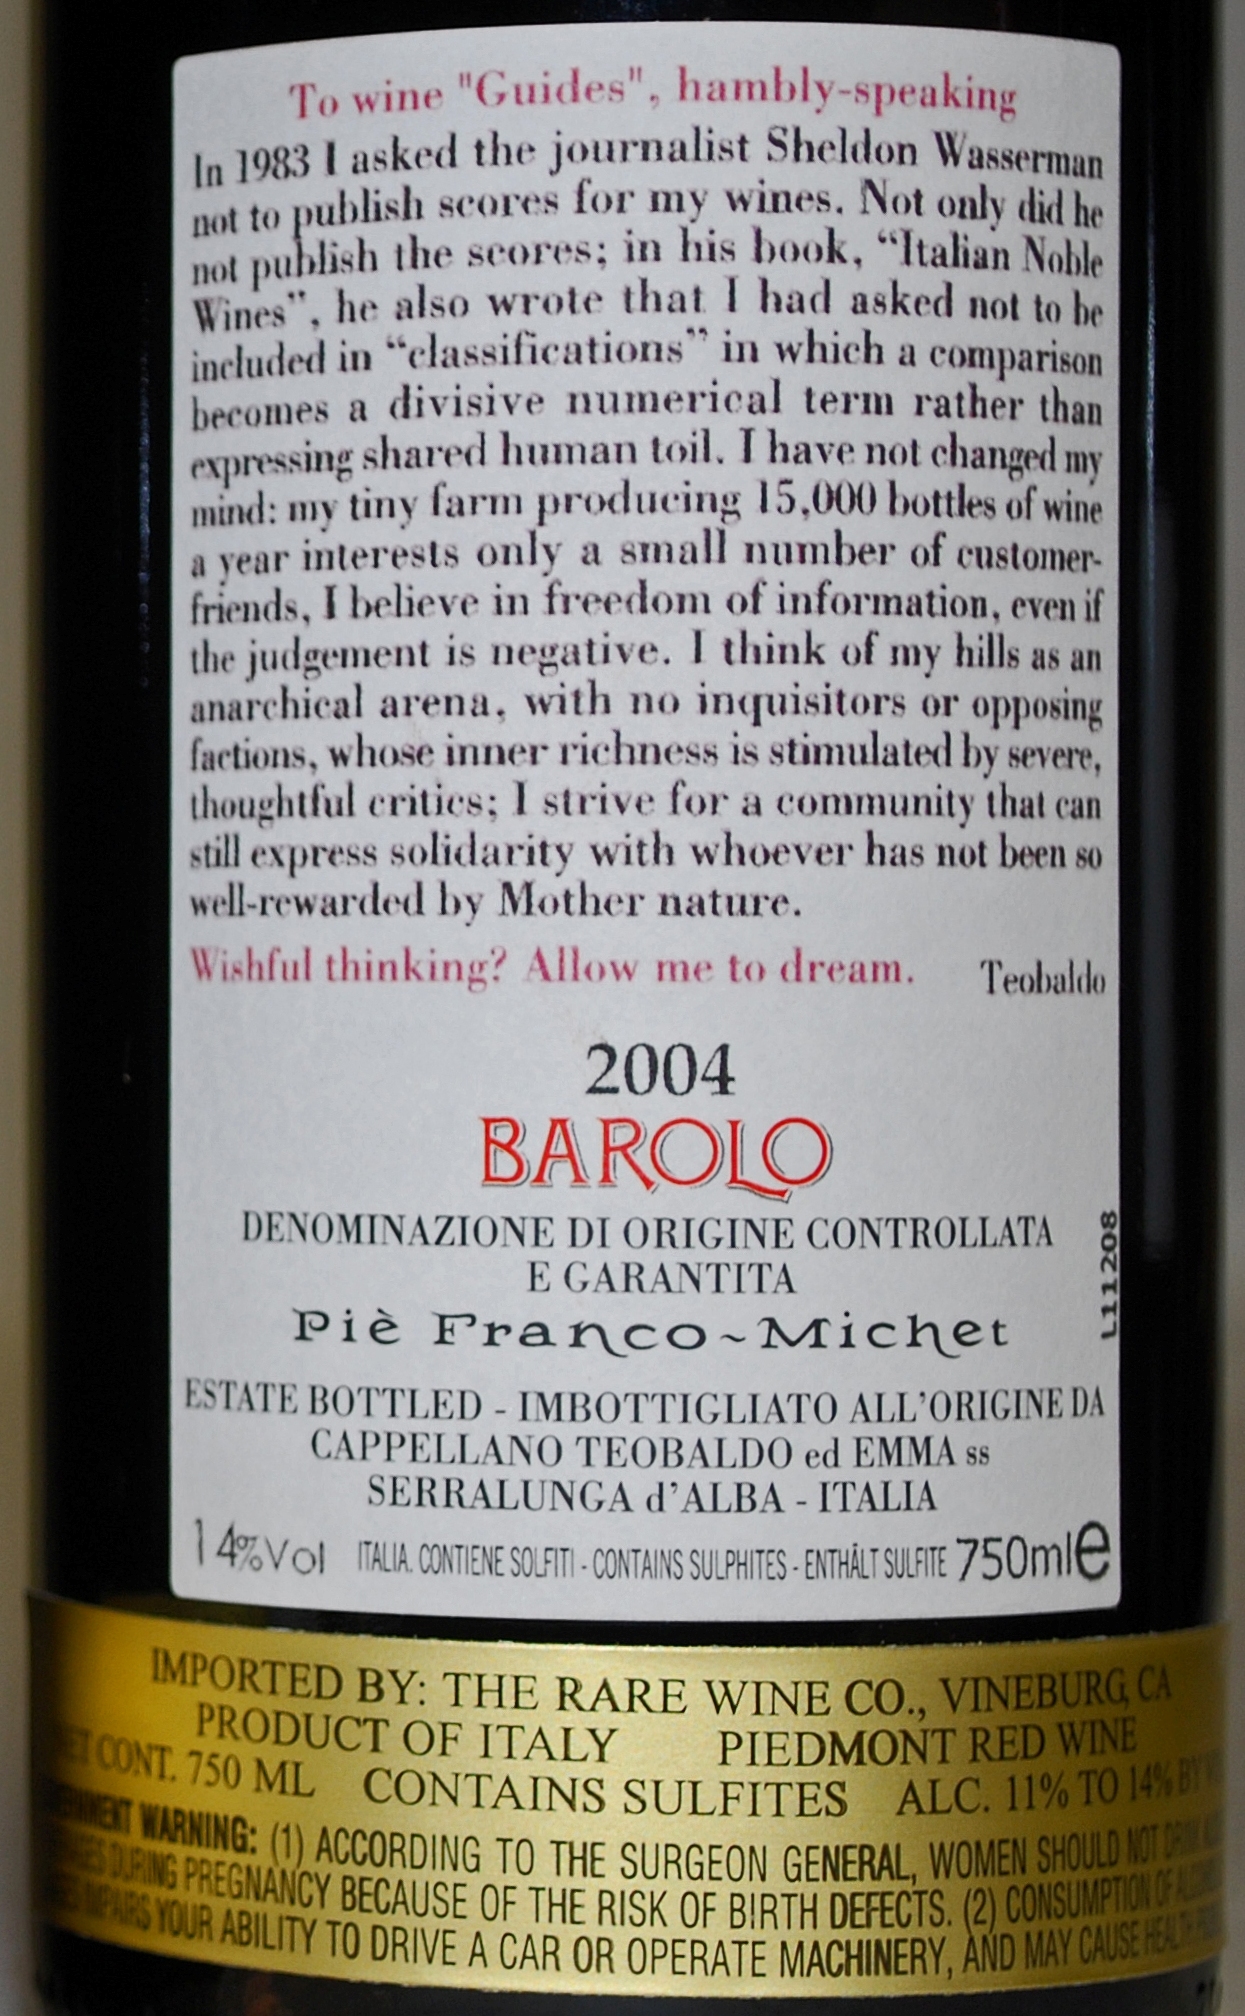 To wine "Guides", hambly-speaking
In 1983 I asked the journalist Sheldon Wasserman
not to publish scores for my wines. Not only did he
not publish the scores; in his book, “Italian Noble
Wines”, he also wrote that I had asked not to be
included in “classifications” in which a comparison
becomes a divisive numerical term rather than
expressing shared human toil. I have not changed my
mind: my tiny farm producing 15,000 bottles of wine
a year interests only a small number of customer-
friends, I believe in freedom of information, even if
the judgement is negative. I think of my hills as an
anarchical arena, with no inquisitors or opposing
factions, whose inner richness is stimulated by severe,
thoughtful critics; I strive for a community that can
still express solidarity with whoever has not been so
well-rewarded by Mother nature.
Wishful thinking? Allow me to dream. Teobaldo
2004
BAROLO
DENOMINAZIONE DI ORIGINE CONTROLLATA
E GARANTITA
L11208
Piè Franco~Michet
ESTATE BOTTLED - IMBOTTIGLIATO ALL'ORIGINE DA
CAPPELLANO TEOBALDO ed EMMA ss
SERRALUNGA d'ALBA - ITALIA
14%Vol ITALIA. CONTIENE SOLFITI - CONTAINS SULPHITES - ENTHÄLT SULFITE 750ml e
IMPORTED BY: THE RARE WINE CO., VINEBURG, CA
PRODUCT OF ITALY PIEDMONT RED WINE
CONT. 750 ML CONTAINS SULFITES ALC. 11% TO 14% BY
WARNING: (1) ACCORDING TO THE SURGEON GENERAL, WOMEN SHOULD NOT DRINK
DURING PREGNANCY BECAUSE OF THE RISK OF BIRTH DEFECTS. (2) CONSUMPTION OF
IMPAIRS YOUR ABILITY TO DRIVE A CAR OR OPERATE MACHINERY, AND MAY CAUSE HEALTH